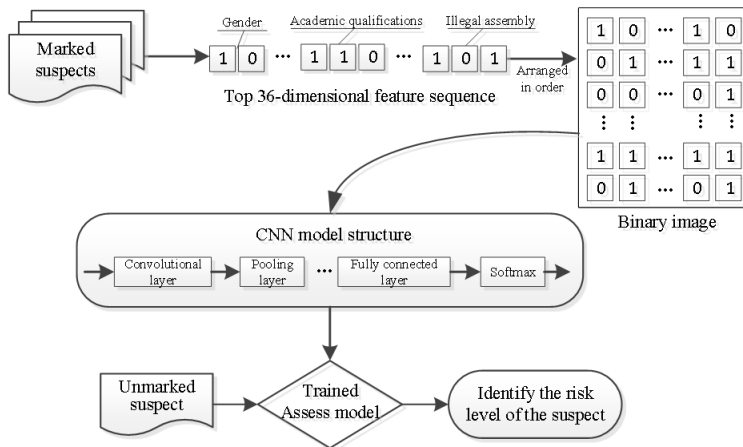 Marked
suspects
Gender
Academic qualifications
Illegal assembly
1 0 ... 1 1 0 ... 1 0 1
Top 36-dimensional feature sequence
Arranged
in order
1 0 ... 1 0
0 1 ... 1 1
0 0 ... 0 1
1 1 ... 1 1
0 1 ... 0 1
Binary image
CNN model structure
Convolutional
layer
Pooling
layer
...
Fully connected
layer
Softmax
Unmarked
suspect
Trained
Assess model
Identify the risk
level of the suspect